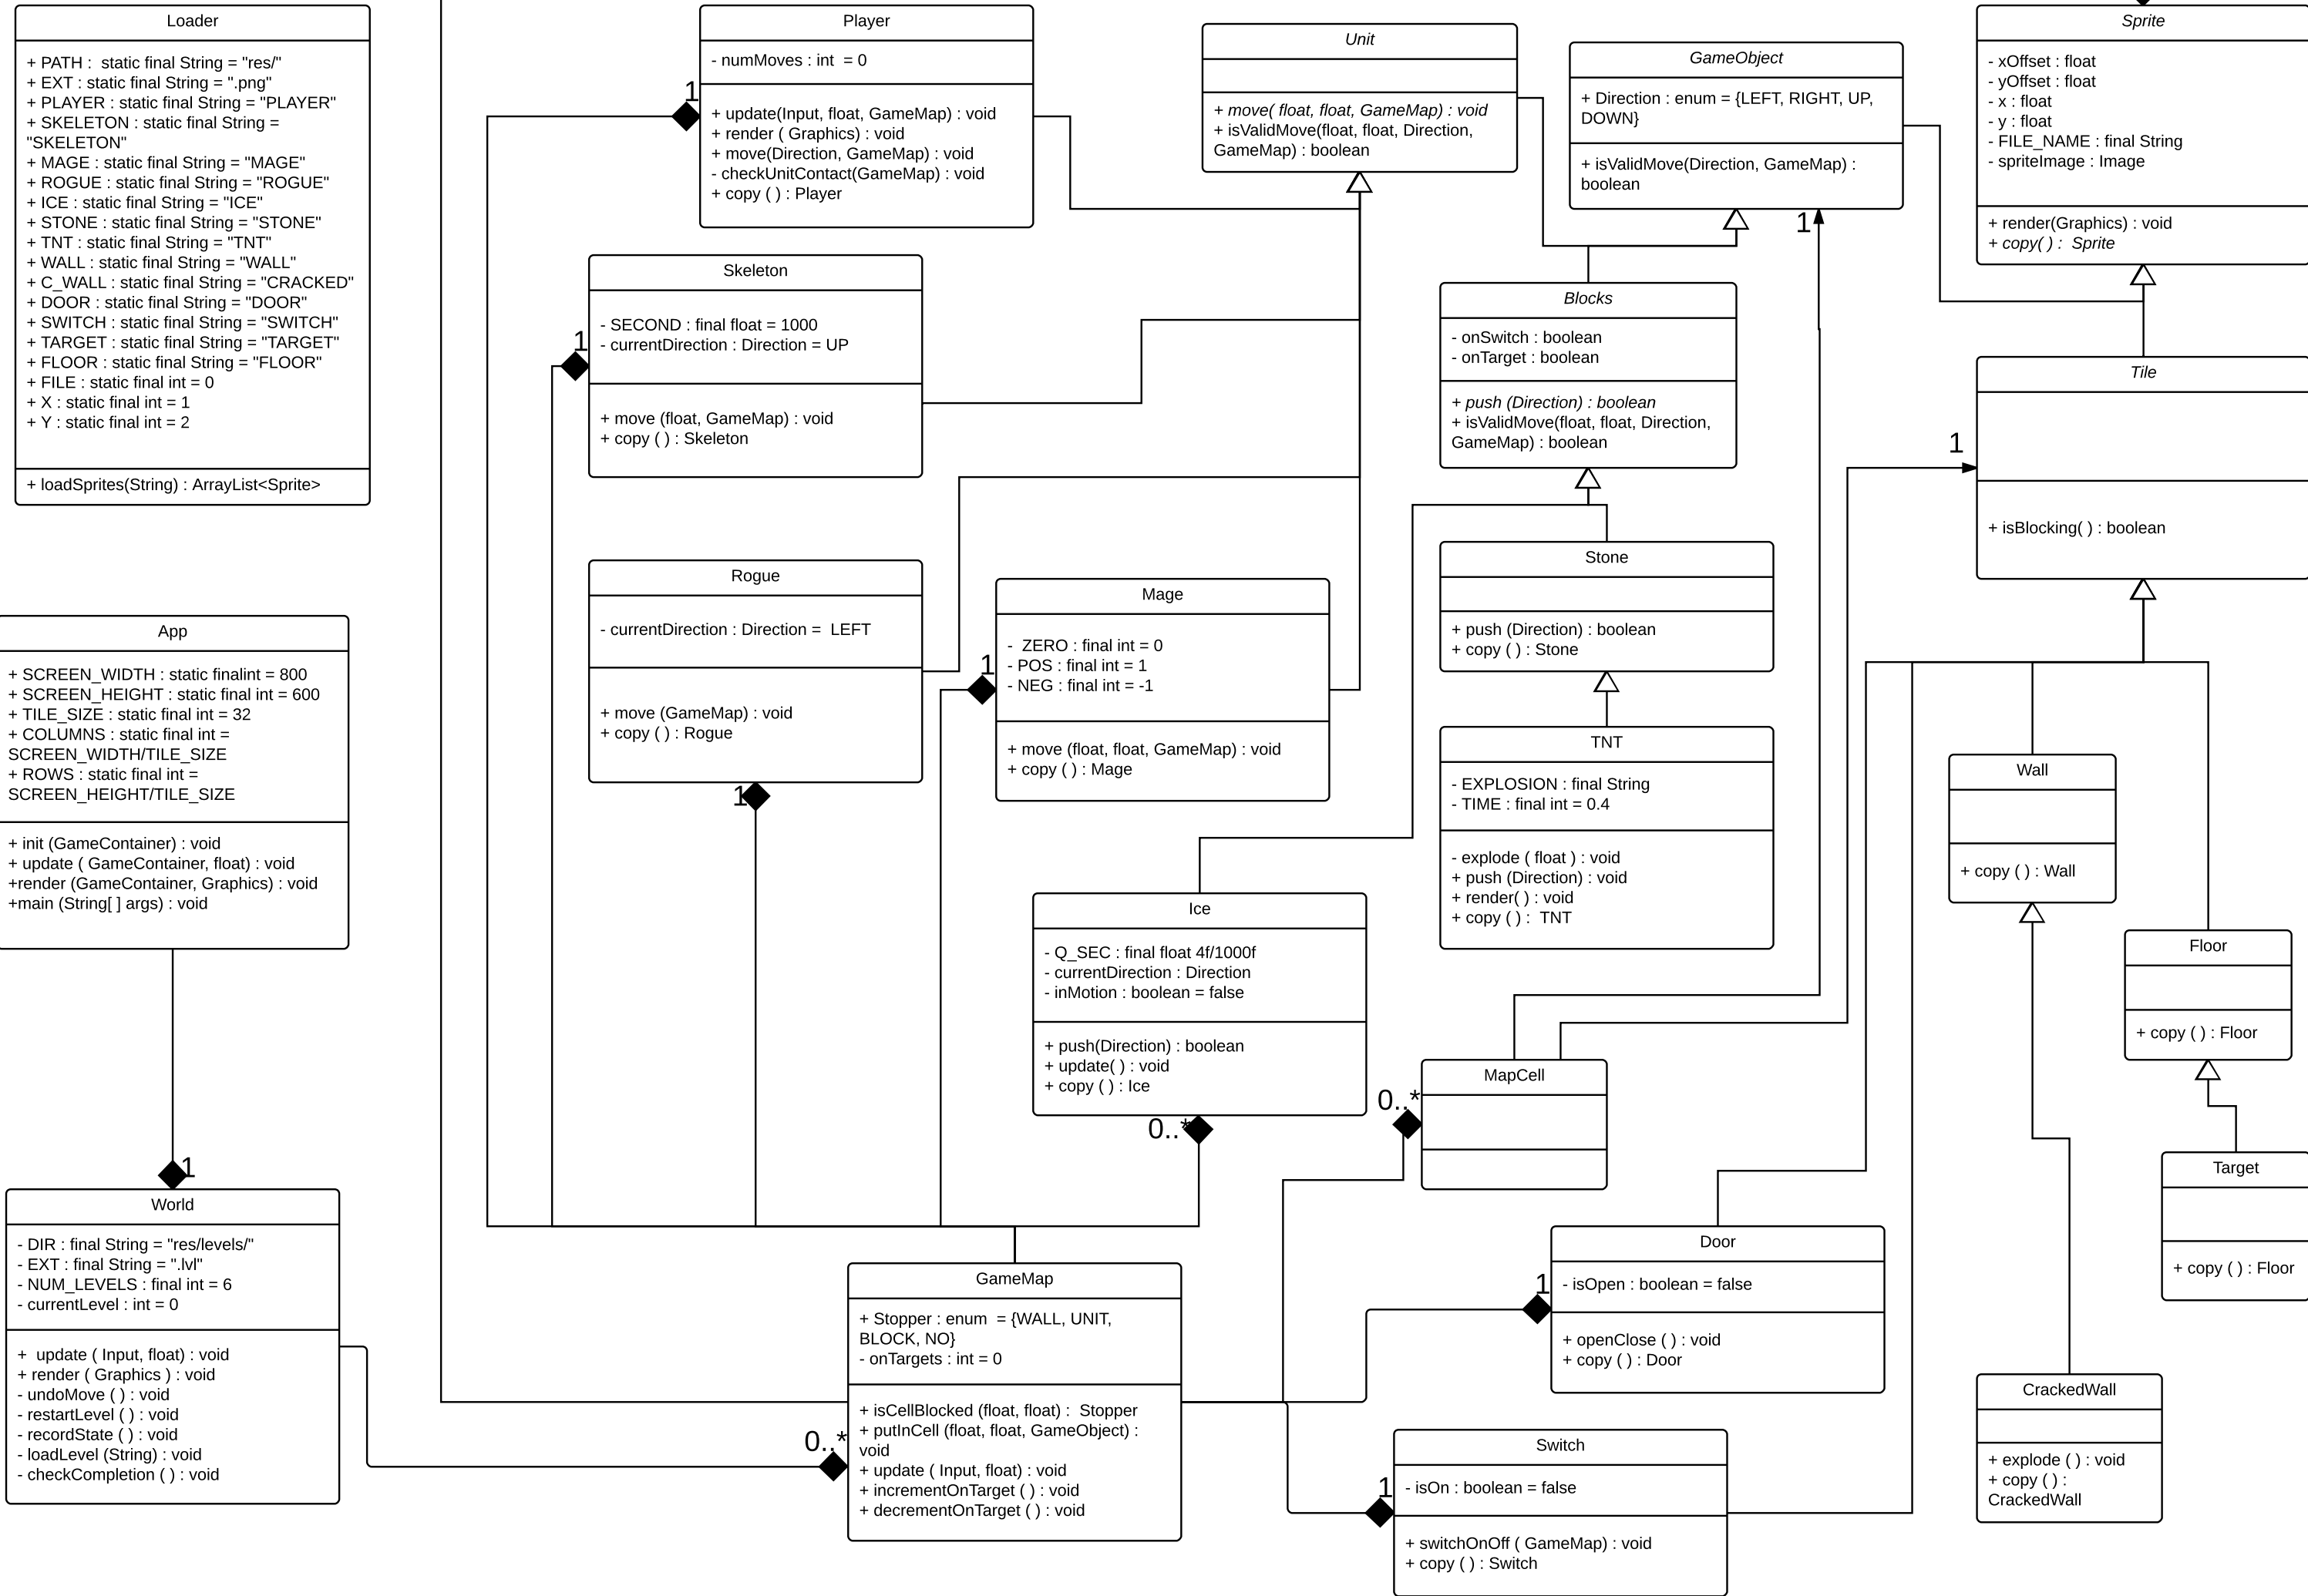 Loader
+ PATH :  static final String = "res/"
+ EXT : static final String = ".png"
+ PLAYER : static final String = "PLAYER"
+ SKELETON : static final String =
"SKELETON"
+ MAGE : static final String = "MAGE"
+ ROGUE : static final String = "ROGUE"
+ ICE : static final String = "ICE"
+ STONE : static final String = "STONE"
+ TNT : static final String = "TNT"
+ WALL : static final String = "WALL"
+ C_WALL : static final String = "CRACKED"
+ DOOR : static final String = "DOOR"
+ SWITCH : static final String = "SWITCH"
+ TARGET : static final String = "TARGET"
+ FLOOR : static final String = "FLOOR"
+ FILE : static final int = 0
+ X : static final int = 1
+ Y : static final int = 2
+ loadSprites(String) : ArrayList<Sprite>
Player
- numMoves : int  = 0
+ update(Input, float, GameMap) : void
+ render ( Graphics) : void
+ move(Direction, GameMap) : void
- checkUnitContact(GameMap) : void
+ copy ( ) : Player
1
Unit
+ move( float, float, GameMap) : void
+ isValidMove(float, float, Direction,
GameMap) : boolean
GameObject
+ Direction : enum = {LEFT, RIGHT, UP,
DOWN}
+ isValidMove(Direction, GameMap) :
boolean
1
Sprite
- xOffset : float
- yOffset : float
- x : float
- y : float
- FILE_NAME : final String
- spriteImage : Image
+ render(Graphics) : void
+ copy( ) :  Sprite
Skeleton
- SECOND : final float = 1000
- currentDirection : Direction = UP
+ move (float, GameMap) : void
+ copy ( ) : Skeleton
1
Blocks
- onSwitch : boolean
- onTarget : boolean
+ push (Direction) : boolean
+ isValidMove(float, float, Direction,
GameMap) : boolean
Tile
+ isBlocking( ) : boolean
1
Rogue
- currentDirection : Direction =  LEFT
+ move (GameMap) : void
+ copy ( ) : Rogue
1
Mage
-  ZERO : final int = 0
- POS : final int = 1
- NEG : final int = -1
+ move (float, float, GameMap) : void
+ copy ( ) : Mage
1
Stone
+ push (Direction) : boolean
+ copy ( ) : Stone
TNT
- EXPLOSION : final String
- TIME : final int = 0.4
- explode ( float ) : void
+ push (Direction) : void
+ render( ) : void
+ copy ( ) :  TNT
App
+ SCREEN_WIDTH : static finalint = 800
+ SCREEN_HEIGHT : static final int = 600
+ TILE_SIZE : static final int = 32
+ COLUMNS : static final int =
SCREEN_WIDTH/TILE_SIZE
+ ROWS : static final int =
SCREEN_HEIGHT/TILE_SIZE
+ init (GameContainer) : void
+ update ( GameContainer, float) : void
+render (GameContainer, Graphics) : void
+main (String[ ] args) : void
Wall
+ copy ( ) : Wall
Floor
+ copy ( ) : Floor
Ice
- Q_SEC : final float 4f/1000f
- currentDirection : Direction
- inMotion : boolean = false
+ push(Direction) : boolean
+ update( ) : void
+ copy ( ) : Ice
0..*
MapCell
0..*
Target
+ copy ( ) : Floor
1
World
- DIR : final String = "res/levels/"
- EXT : final String = ".lvl"
- NUM_LEVELS : final int = 6
- currentLevel : int = 0
+  update ( Input, float) : void
+ render ( Graphics ) : void
- undoMove ( ) : void
- restartLevel ( ) : void
- recordState ( ) : void
- loadLevel (String) : void
- checkCompletion ( ) : void
GameMap
+ Stopper : enum  = {WALL, UNIT,
BLOCK, NO}
- onTargets : int = 0
+ isCellBlocked (float, float) :  Stopper
+ putInCell (float, float, GameObject) :
void
+ update ( Input, float) : void
+ incrementOnTarget ( ) : void
+ decrementOnTarget ( ) : void
0..*
Door
- isOpen : boolean = false
+ openClose ( ) : void
+ copy ( ) : Door
1
Switch
- isOn : boolean = false
+ switchOnOff ( GameMap) : void
+ copy ( ) : Switch
1
CrackedWall
+ explode ( ) : void
+ copy ( ) :
CrackedWall